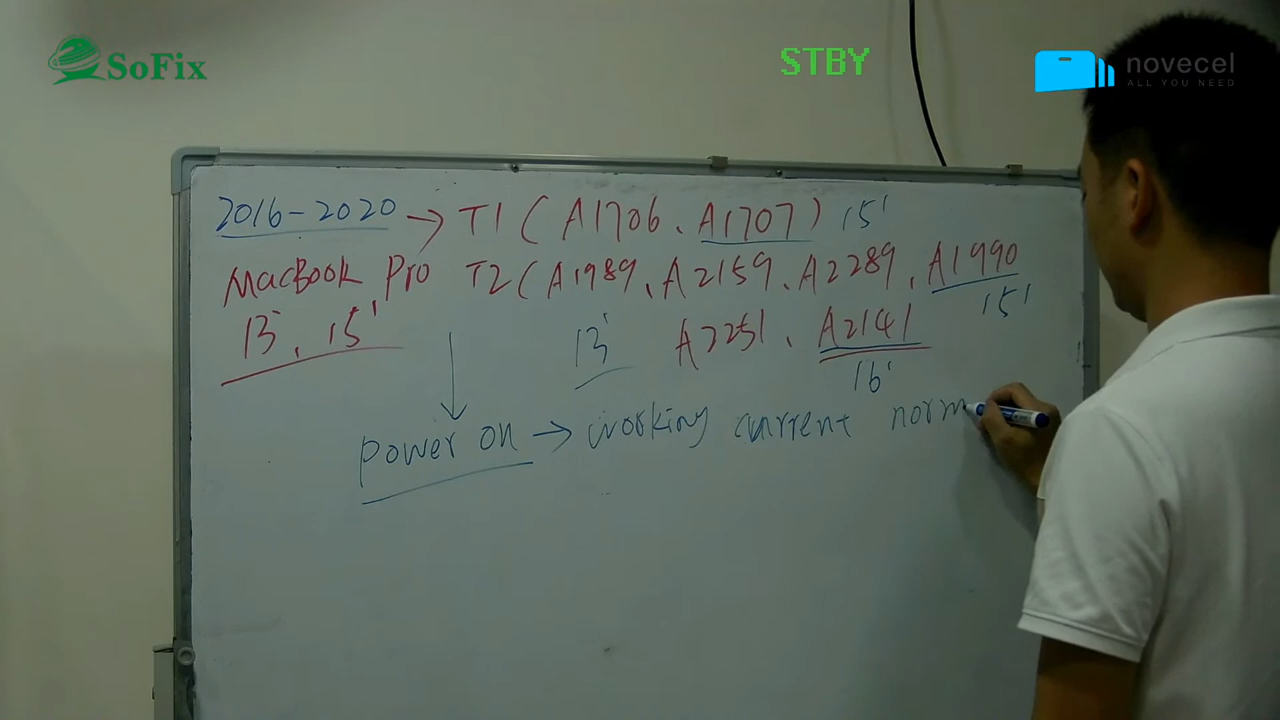 SoFix
STBY
novecel
ALL YOU NEED
2016-2020 → T1 ( A1706、A1707 ) 15'
MacBook Pro T2 ( A1989、A2159、A2289、A1990
13'、15'
13'
A2251、A2141
15'
16'
power on → working current norm